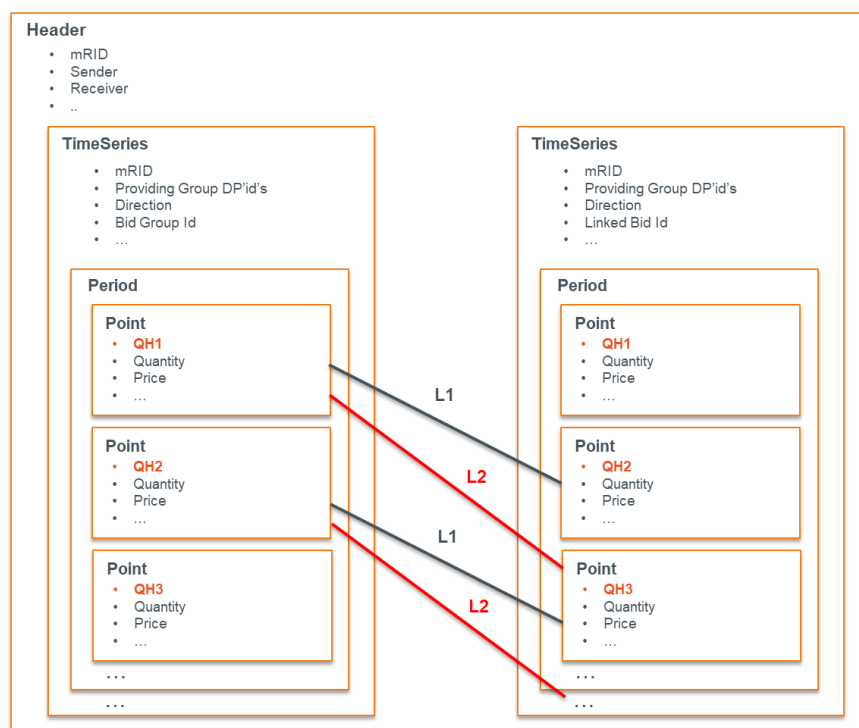 Header
• mRID
• Sender
• Receiver
• ..
TimeSeries
• mRID
• Providing Group DP'id's
• Direction
• Bid Group Id
• ...
Period
Point
• QH1
• Quantity
• Price
• ...
Point
• QH2
• Quantity
• Price
• ...
Point
• QH3
• Quantity
• Price
• ...
...
...
L1
L2
L1
L2
TimeSeries
• mRID
• Providing Group DP'id's
• Direction
• Linked Bid Id
• ...
Period
Point
• QH1
• Quantity
• Price
• ...
Point
• QH2
• Quantity
• Price
• ...
Point
• QH3
• Quantity
• Price
• ...
...
...